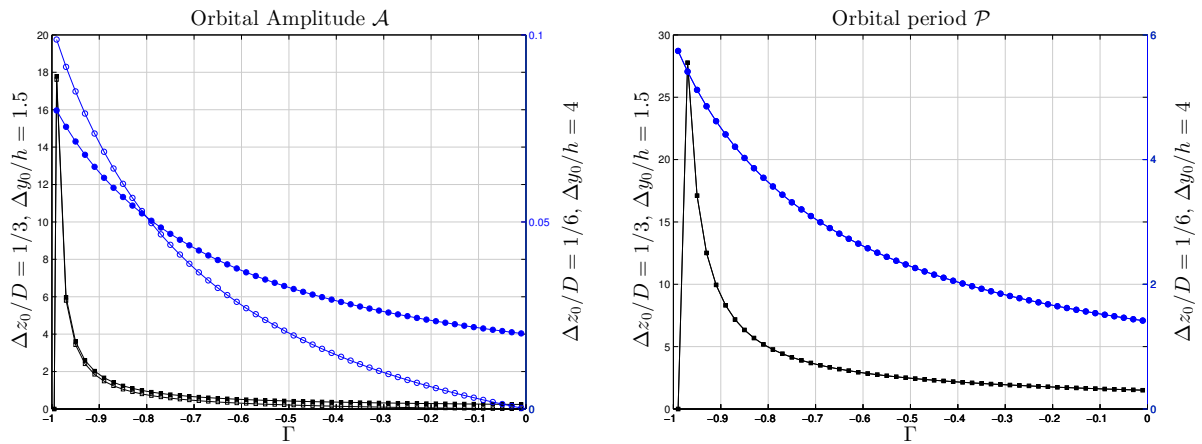 Orbital Amplitude 𝒜
20
18
16
14
12
10
8
6
4
2
0
Δz₀/D = 1/3, Δy₀/h = 1.5
0.1
0.05
0
Δz₀/D = 1/6, Δy₀/h = 4
−1 −0.9 −0.8 −0.7 −0.6 −0.5 −0.4 −0.3 −0.2 −0.1
Γ
Orbital period 𝒫
30
25
20
15
10
5
0
Δz₀/D = 1/3, Δy₀/h = 1.5
6
4
2
0
Δz₀/D = 1/6, Δy₀/h = 4
−1 −0.9 −0.8 −0.7 −0.6 −0.5 −0.4 −0.3 −0.2 −0.1
Γ